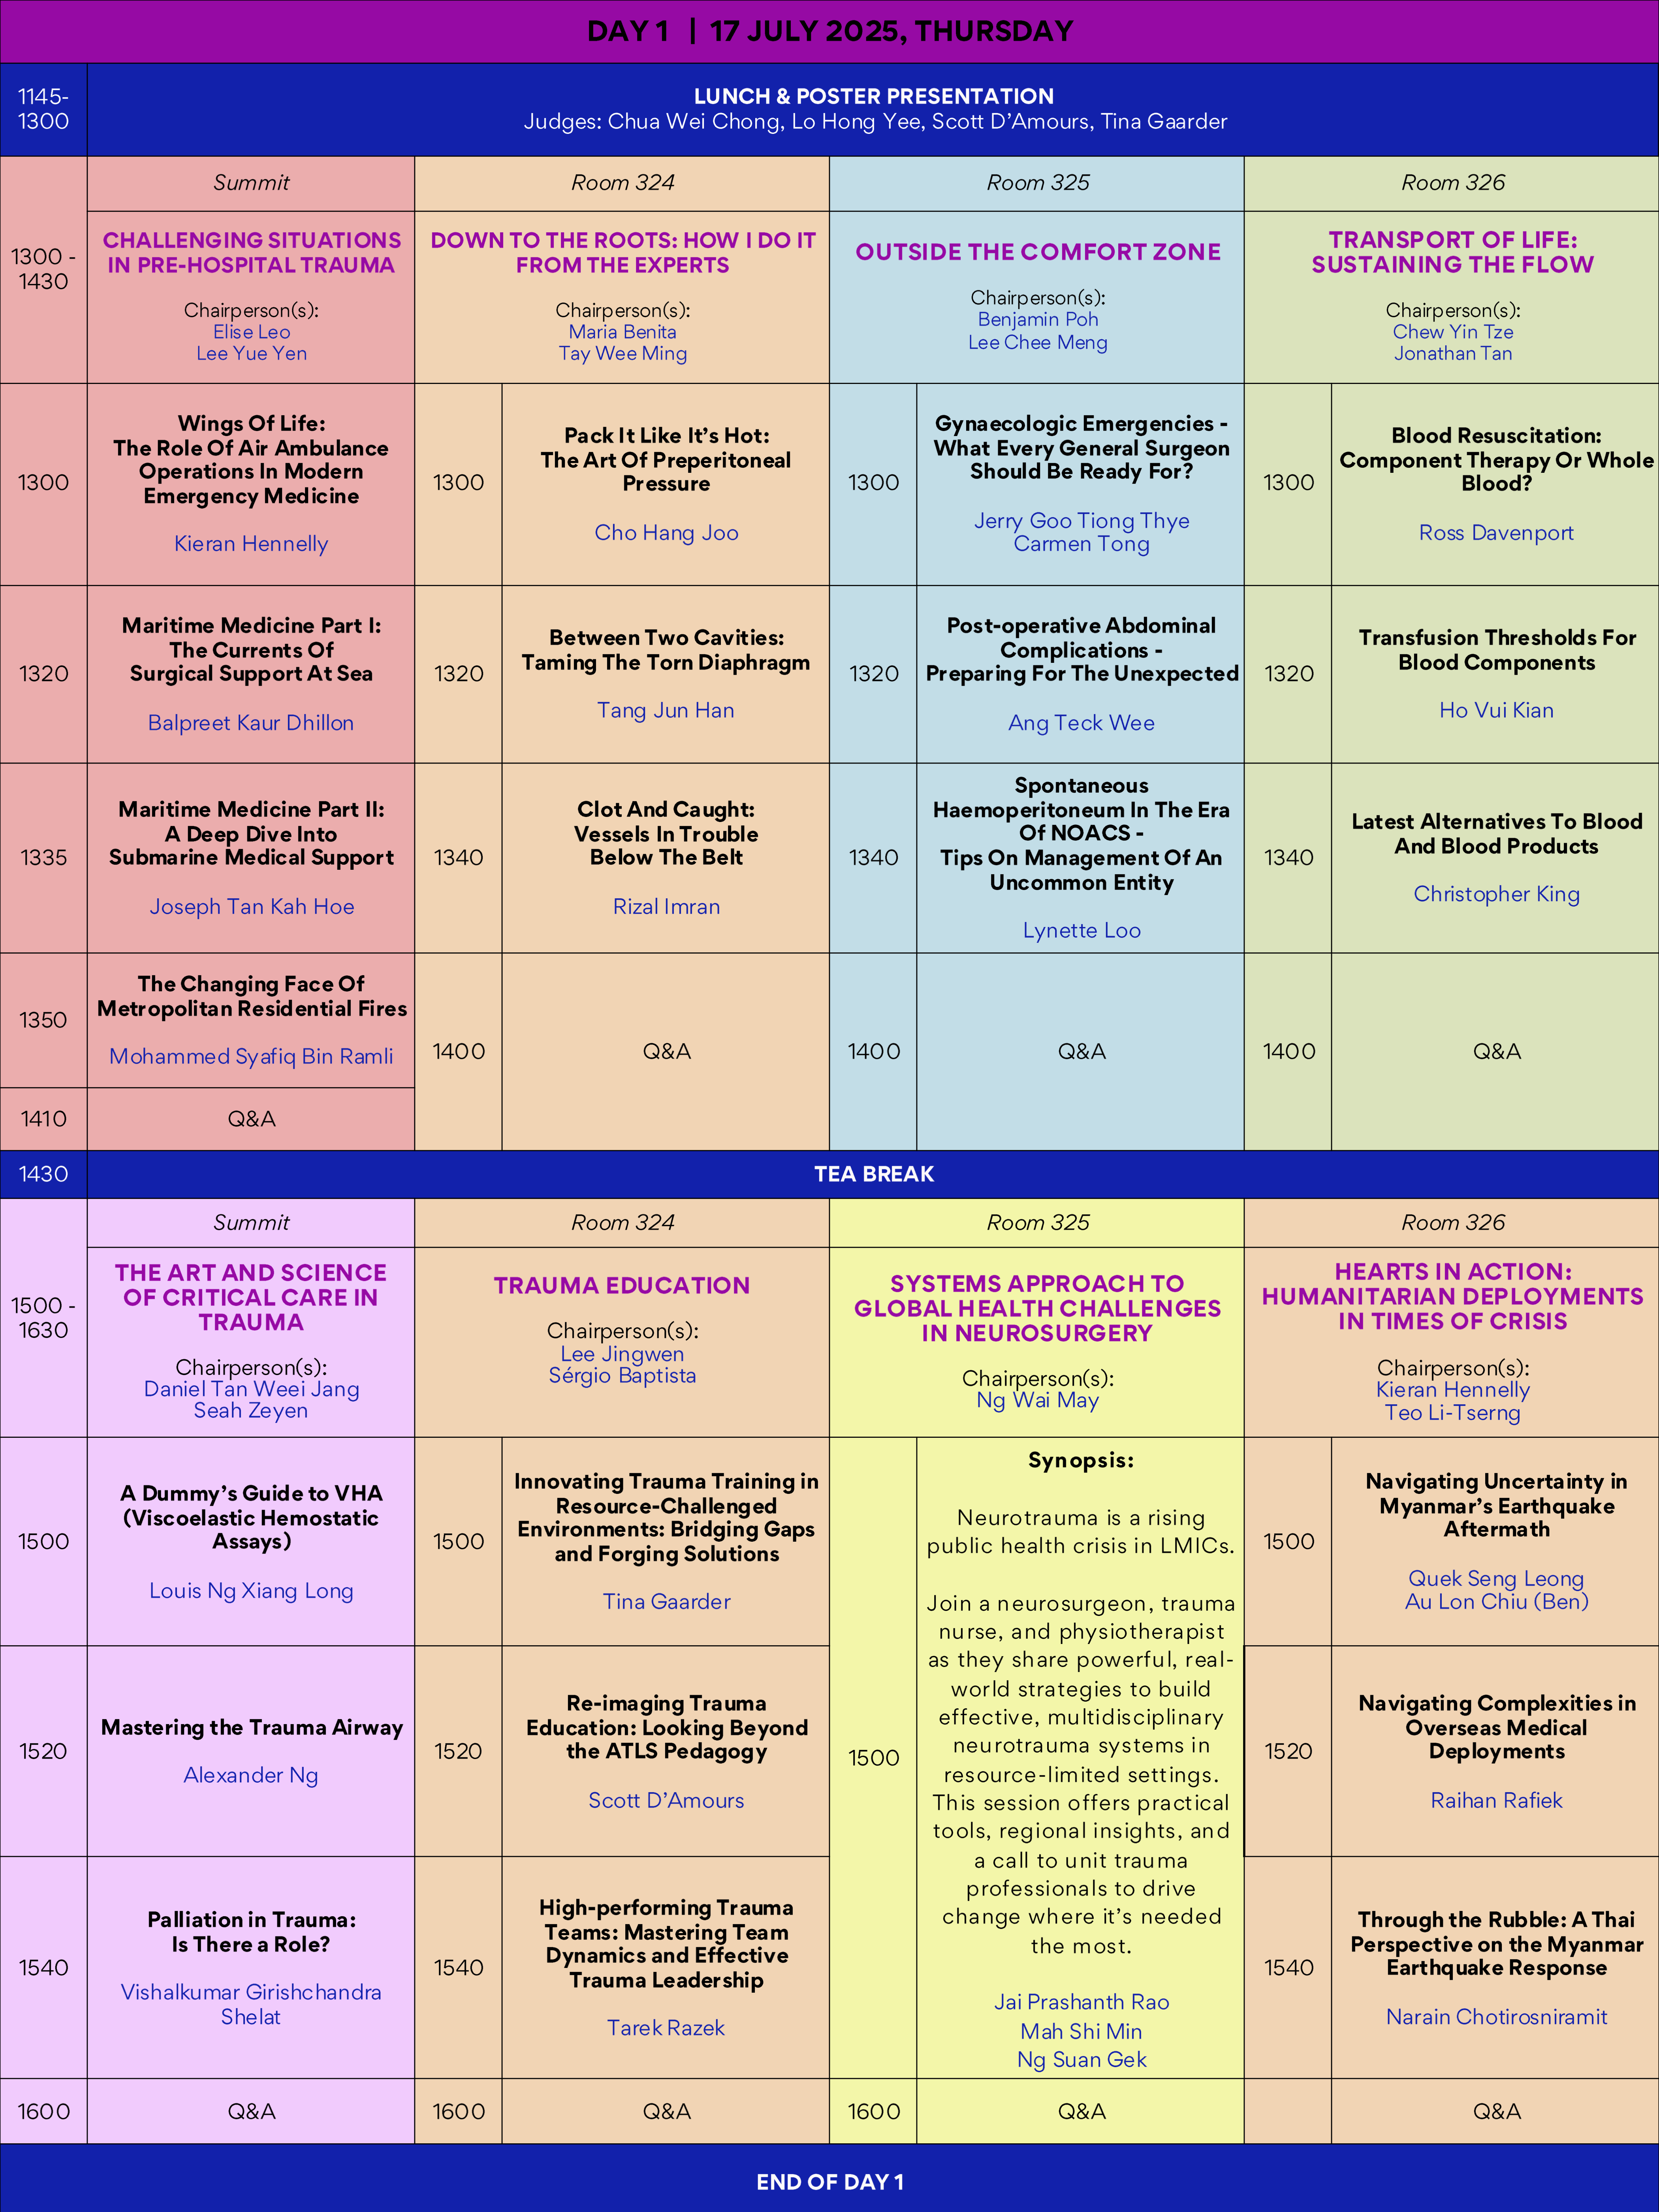 DAY 1 | 17 JULY 2025, THURSDAY
1145-
1300
LUNCH & POSTER PRESENTATION
Judges: Chua Wei Chong, Lo Hong Yee, Scott D’Amours, Tina Gaarder
1300 -
1430
Summit
CHALLENGING SITUATIONS
IN PRE-HOSPITAL TRAUMA
Chairperson(s):
Elise Leo
Lee Yue Yen
Room 324
DOWN TO THE ROOTS: HOW I DO IT
FROM THE EXPERTS
Chairperson(s):
Maria Benita
Tay Wee Ming
Room 325
OUTSIDE THE COMFORT ZONE
Chairperson(s):
Benjamin Poh
Lee Chee Meng
Room 326
TRANSPORT OF LIFE:
SUSTAINING THE FLOW
Chairperson(s):
Chew Yin Tze
Jonathan Tan
1300
Wings Of Life:
The Role Of Air Ambulance
Operations In Modern
Emergency Medicine
Kieran Hennelly
1300
Pack It Like It’s Hot:
The Art Of Preperitoneal
Pressure
Cho Hang Joo
1300
Gynaecologic Emergencies -
What Every General Surgeon
Should Be Ready For?
Jerry Goo Tiong Thye
Carmen Tong
1300
Blood Resuscitation:
Component Therapy Or Whole
Blood?
Ross Davenport
1320
Maritime Medicine Part I:
The Currents Of
Surgical Support At Sea
Balpreet Kaur Dhillon
1320
Between Two Cavities:
Taming The Torn Diaphragm
Tang Jun Han
1320
Post-operative Abdominal
Complications -
Preparing For The Unexpected
Ang Teck Wee
1320
Transfusion Thresholds For
Blood Components
Ho Vui Kian
1335
Maritime Medicine Part II:
A Deep Dive Into
Submarine Medical Support
Joseph Tan Kah Hoe
1340
Clot And Caught:
Vessels In Trouble
Below The Belt
Rizal Imran
1340
Spontaneous
Haemoperitoneum In The Era
Of NOACS -
Tips On Management Of An
Uncommon Entity
Lynette Loo
1340
Latest Alternatives To Blood
And Blood Products
Christopher King
1350
The Changing Face Of
Metropolitan Residential Fires
Mohammed Syafiq Bin Ramli
1400
Q&A
1400
Q&A
1400
Q&A
1410
Q&A
1430
TEA BREAK
1500 -
1630
Summit
THE ART AND SCIENCE
OF CRITICAL CARE IN
TRAUMA
Chairperson(s):
Daniel Tan Weei Jang
Seah Zeyen
Room 324
TRAUMA EDUCATION
Chairperson(s):
Lee Jingwen
Sérgio Baptista
Room 325
SYSTEMS APPROACH TO
GLOBAL HEALTH CHALLENGES
IN NEUROSURGERY
Chairperson(s):
Ng Wai May
Room 326
HEARTS IN ACTION:
HUMANITARIAN DEPLOYMENTS
IN TIMES OF CRISIS
Chairperson(s):
Kieran Hennelly
Teo Li-Tserng
1500
A Dummy’s Guide to VHA
(Viscoelastic Hemostatic
Assays)
Louis Ng Xiang Long
1500
Innovating Trauma Training in
Resource-Challenged
Environments: Bridging Gaps
and Forging Solutions
Tina Gaarder
1500
Synopsis:
Neurotrauma is a rising
public health crisis in LMICs.
Join a neurosurgeon, trauma
nurse, and physiotherapist
as they share powerful, real-
world strategies to build
effective, multidisciplinary
neurotrauma systems in
resource-limited settings.
This session offers practical
tools, regional insights, and
a call to unit trauma
professionals to drive
change where it’s needed
the most.
Jai Prashanth Rao
Mah Shi Min
Ng Suan Gek
1500
Navigating Uncertainty in
Myanmar’s Earthquake
Aftermath
Quek Seng Leong
Au Lon Chiu (Ben)
1520
Mastering the Trauma Airway
Alexander Ng
1520
Re-imaging Trauma
Education: Looking Beyond
the ATLS Pedagogy
Scott D’Amours
1520
Navigating Complexities in
Overseas Medical
Deployments
Raihan Rafiek
1540
Palliation in Trauma:
Is There a Role?
Vishalkumar Girishchandra
Shelat
1540
High-performing Trauma
Teams: Mastering Team
Dynamics and Effective
Trauma Leadership
Tarek Razek
1540
Through the Rubble: A Thai
Perspective on the Myanmar
Earthquake Response
Narain Chotirosniramit
1600
Q&A
1600
Q&A
1600
Q&A
Q&A
END OF DAY 1